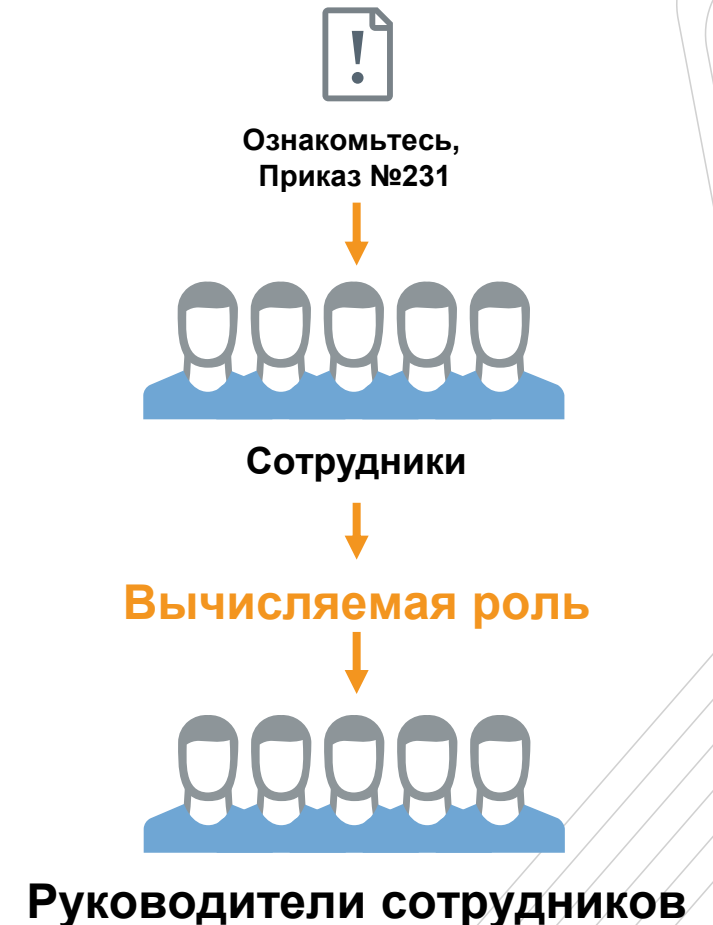 Ознакомьтесь,
Приказ №231
Сотрудники
Вычисляемая роль
Руководители сотрудников